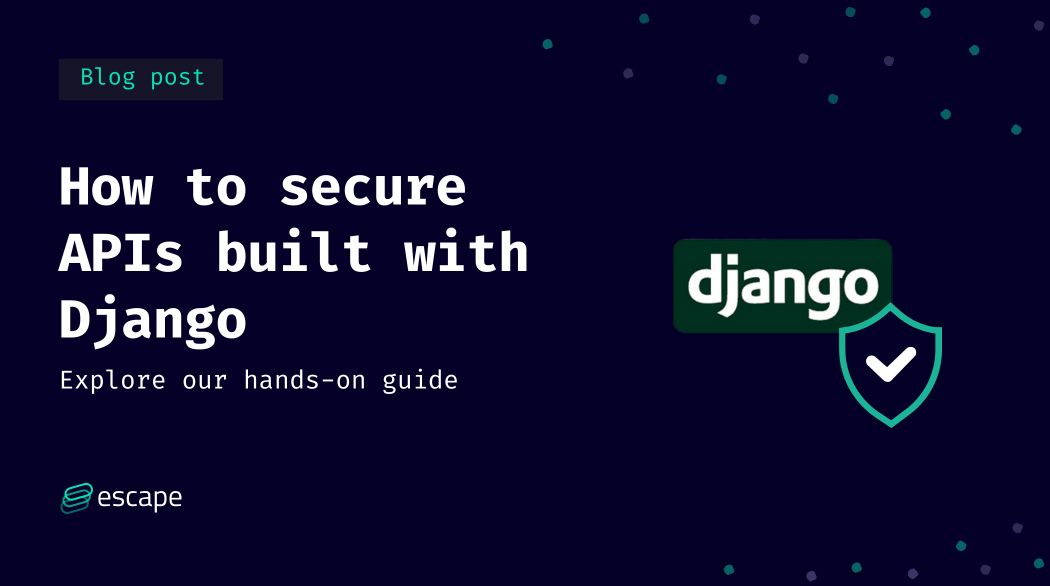 Blog post
How to secure
APIs built with
Django
Explore our hands-on guide
django
escape